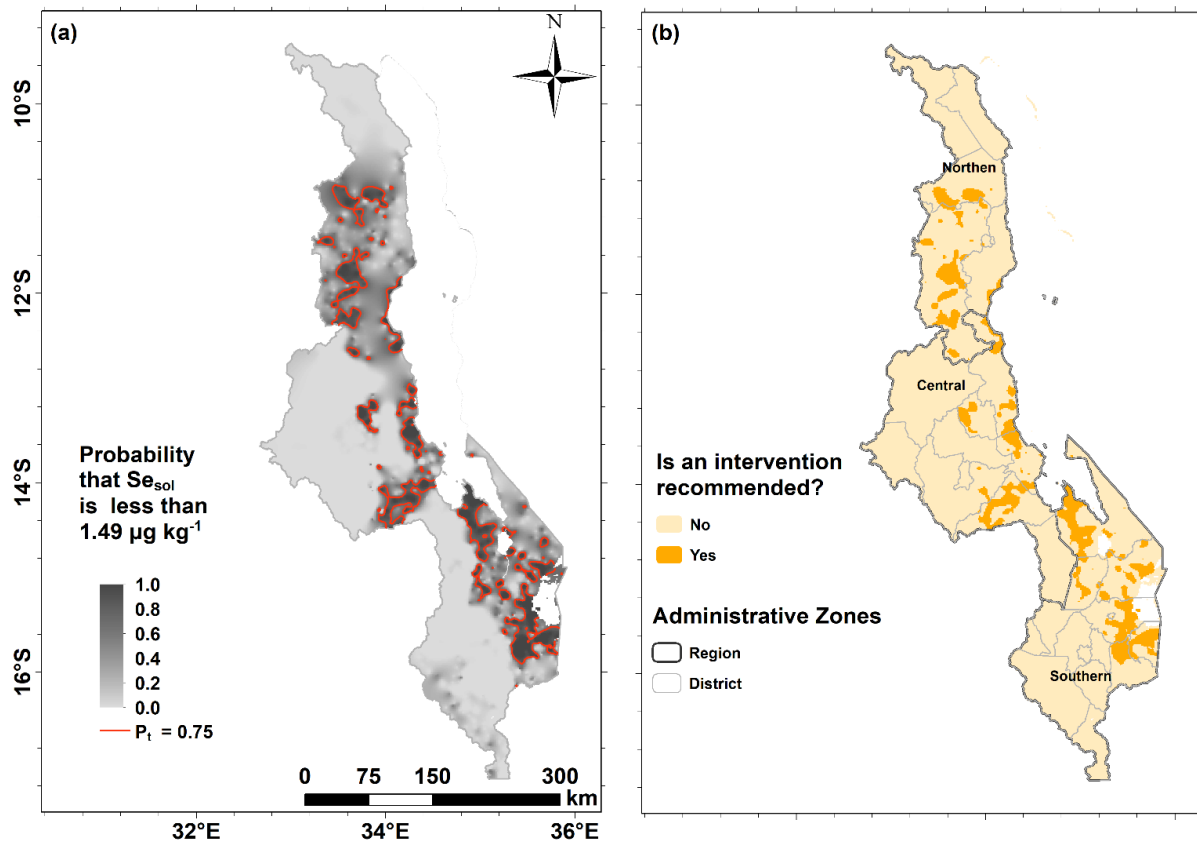 (a)
N
10°S
12°S
14°S
16°S
Probability
that Se_sol
is less than
1.49 µg kg⁻¹
1.0
0.8
0.6
0.4
0.2
0.0
P_t = 0.75
0 75 150 300
km
32°E 34°E 36°E
(b)
Northen
Central
Southern
Is an intervention
recommended?
No
Yes
Administrative Zones
Region
District